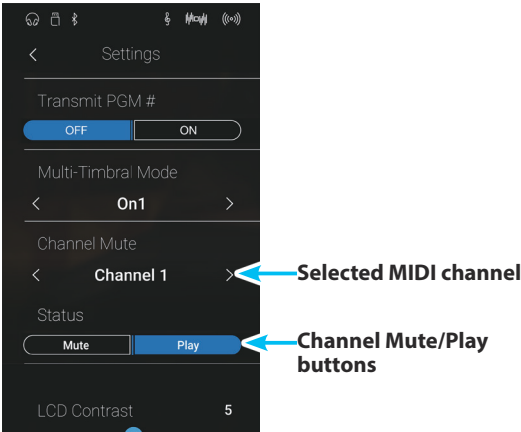 Settings
Transmit PGM #
OFF ON
Multi-Timbral Mode
< On1 >
Channel Mute
< Channel 1 >
Selected MIDI channel
Status
Mute Play
Channel Mute/Play
buttons
LCD Contrast 5